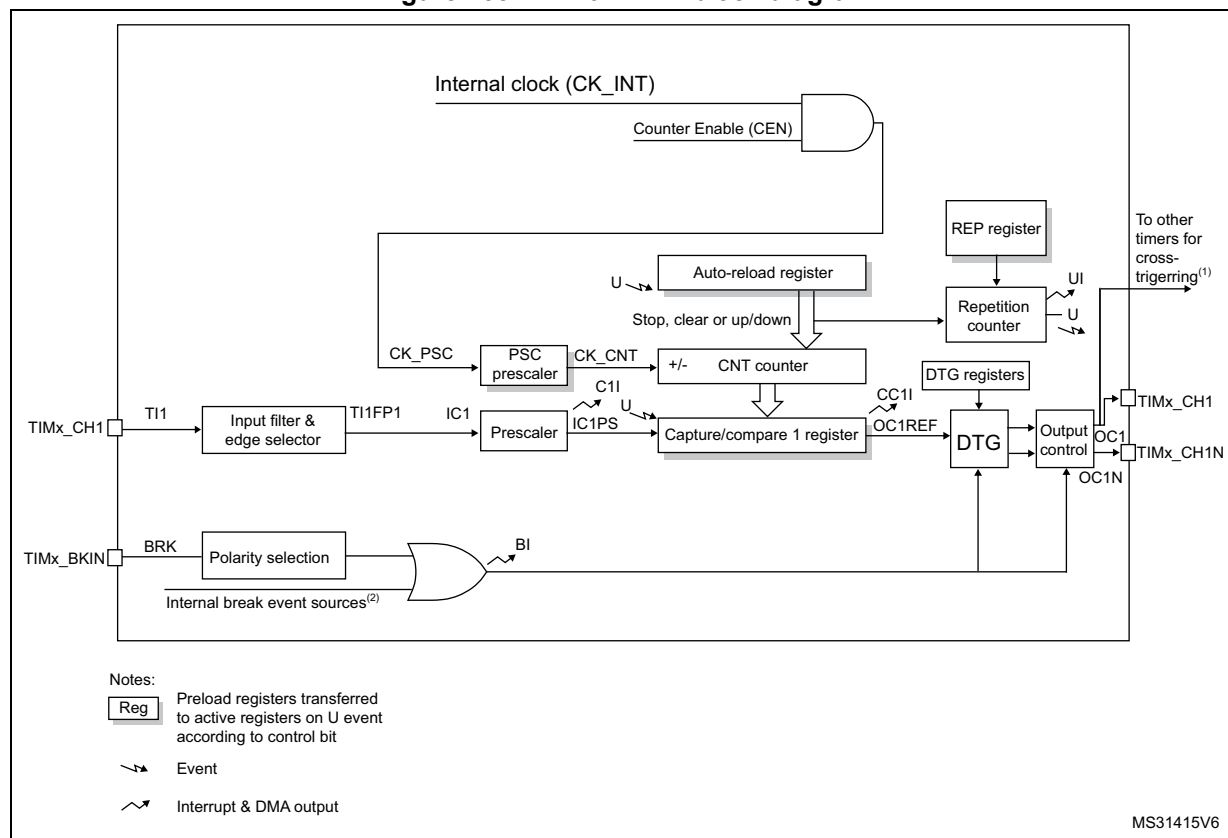 Internal clock (CK_INT)
Counter Enable (CEN)
REP register
To other
timers for
cross-
trigerring(1)
Auto-reload register
U
UI
Stop, clear or up/down
Repetition
counter
U
CK_PSC
PSC
prescaler
CK_CNT
+/-
CNT counter
DTG registers
TIMx_CH1
TI1
Input filter &
edge selector
TI1FP1
IC1
Prescaler
C1I
IC1PS
U
Capture/compare 1 register
CC1I
OC1REF
DTG
Output
control
OC1
TIMx_CH1
TIMx_CH1N
OC1N
TIMx_BKIN
BRK
Polarity selection
BI
Internal break event sources(2)
Notes:
Reg
Preload registers transferred
to active registers on U event
according to control bit
Event
Interrupt & DMA output
MS31415V6